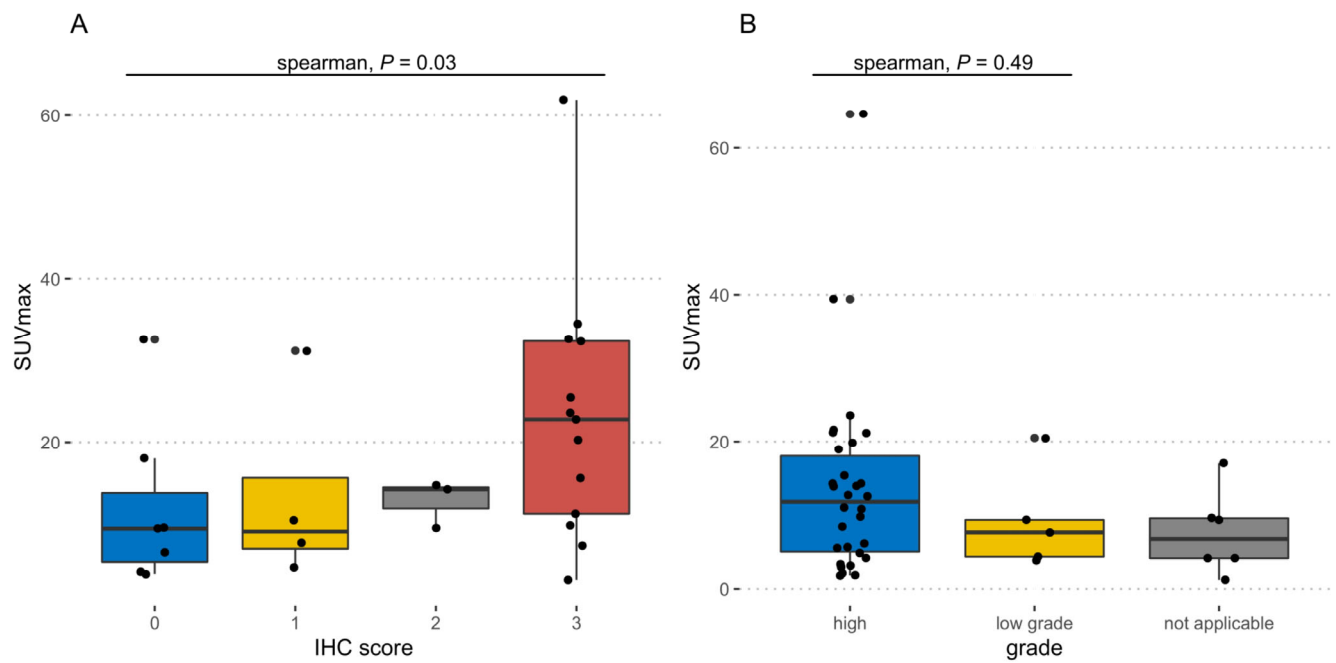 A
spearman, P = 0.03
60
40
20
SUVmax
0 1 2 3
IHC score
B
spearman, P = 0.49
60
40
20
0
SUVmax
high low grade not applicable
grade